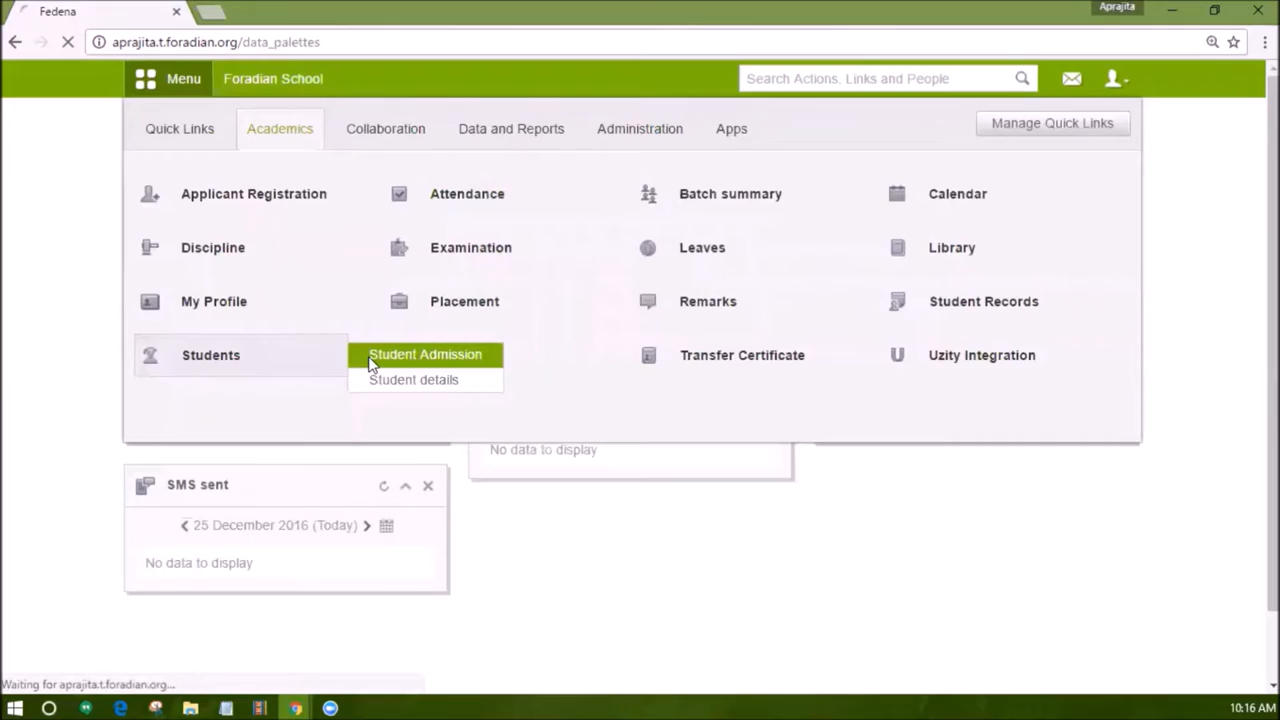 Fedena
Aprajita
aprajita.t.foradian.org/data_palettes
Menu
Foradian School
Search Actions, Links and People
Quick Links
Academics
Collaboration
Data and Reports
Administration
Apps
Manage Quick Links
Applicant Registration
Attendance
Batch summary
Calendar
Discipline
Examination
Leaves
Library
My Profile
Placement
Remarks
Student Records
Students
Student Admission
Transfer Certificate
Uzity Integration
Student details
No data to display
SMS sent
25 December 2016 (Today)
No data to display
Waiting for aprajita.t.foradian.org...
10:16 AM